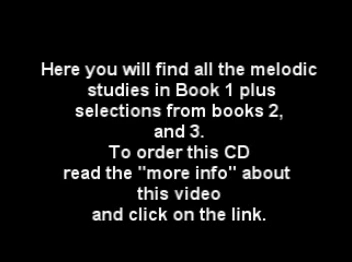 Here you will find all the melodic
studies in Book 1 plus
selections from books 2,
and 3.
To order this CD
read the "more info" about
this video
and click on the link.